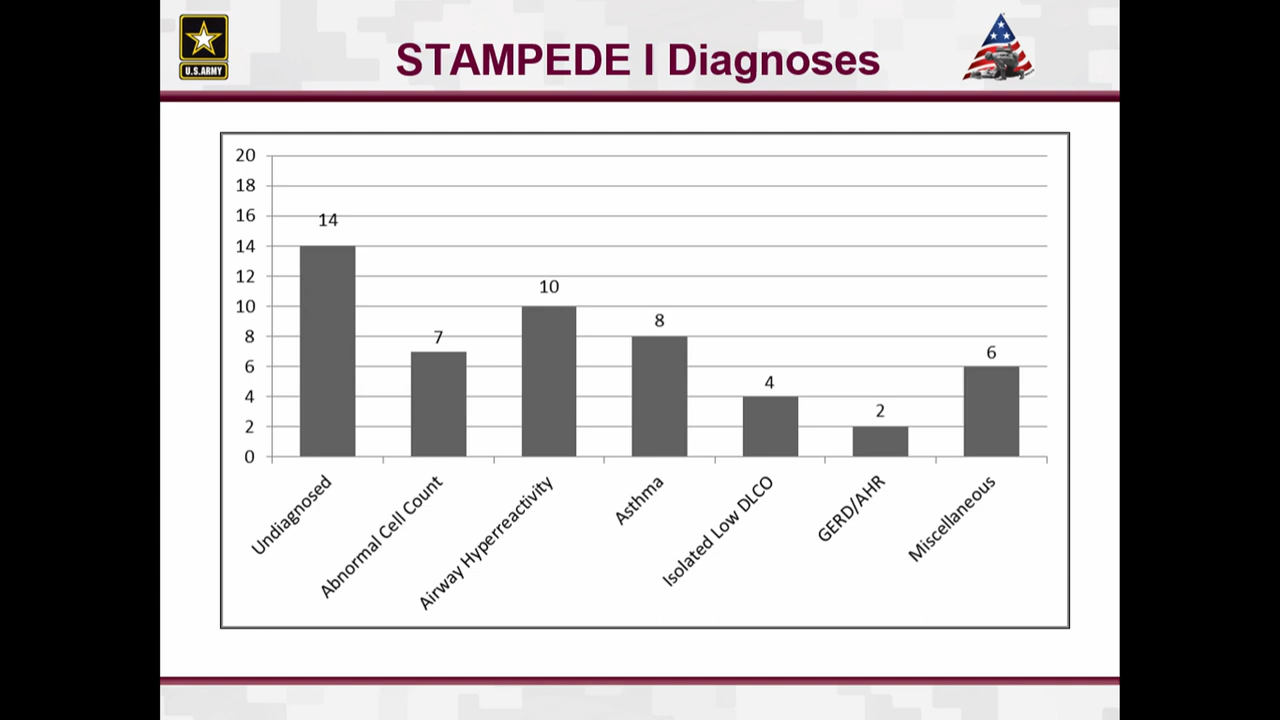 STAMPEDE I Diagnoses
U.S.ARMY
20
18
16
14
12
10
8
6
4
2
0
14
7
10
8
4
2
6
Undiagnosed
Abnormal Cell Count
Airway Hyperreactivity
Asthma
Isolated Low DLCO
GERD/AHR
Miscellaneous